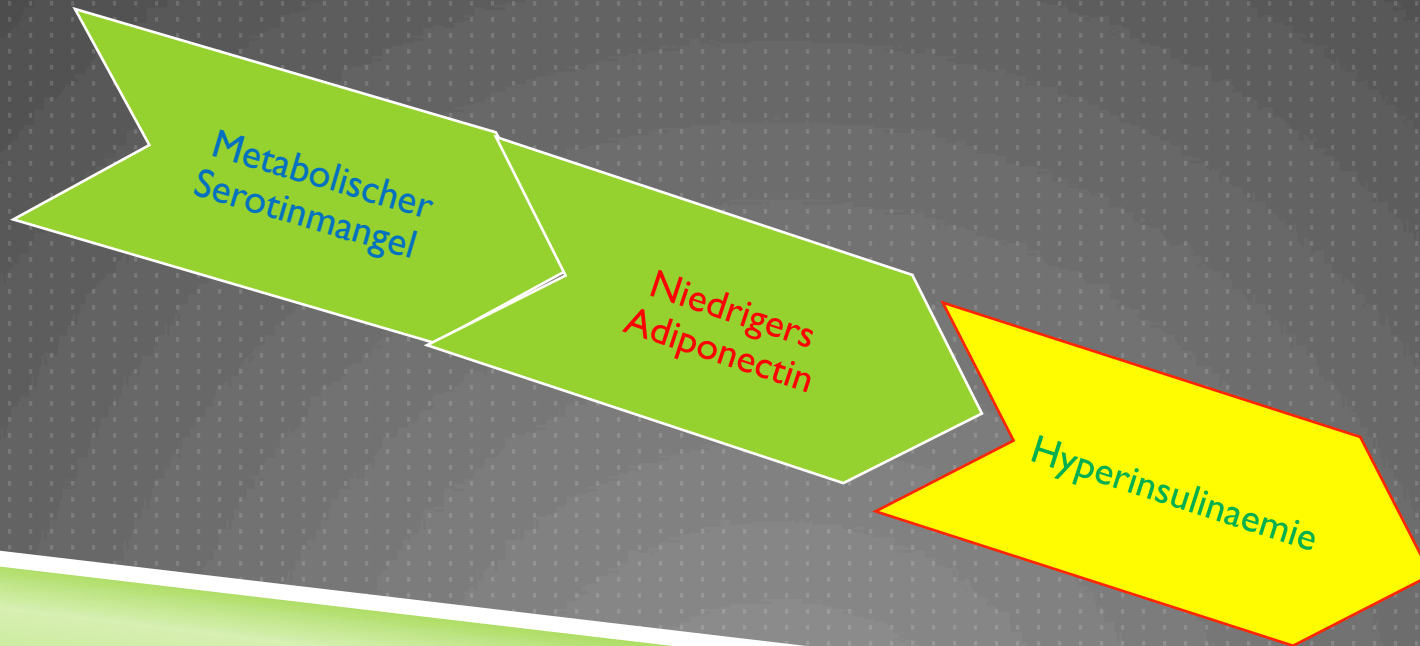 Metabolischer
Serotinmangel
Niedrigers
Adiponectin
Hyperinsulinaemie